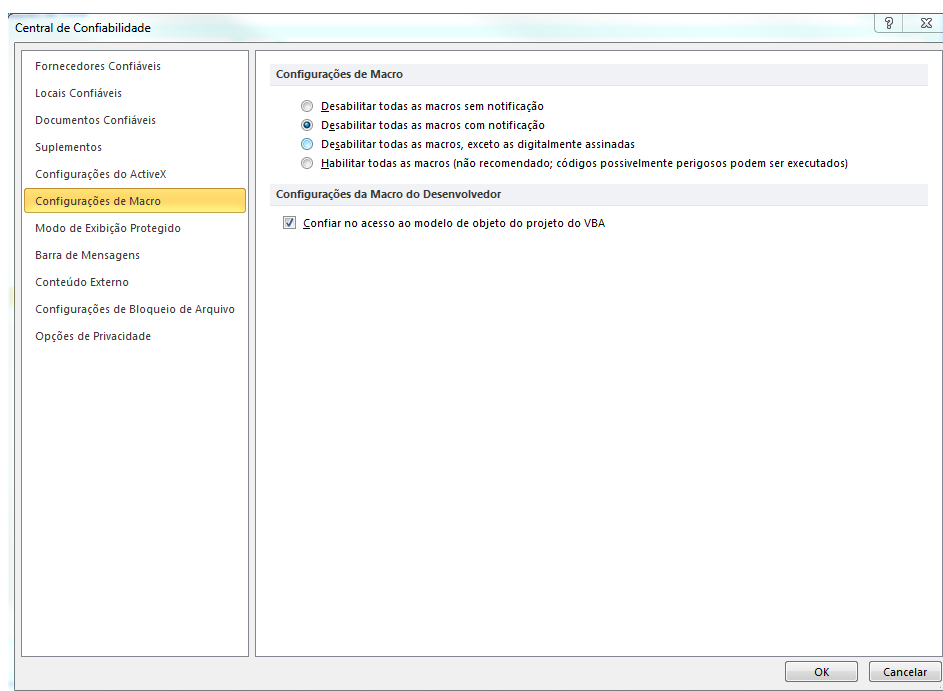 Central de Confiabilidade
Fornecedores Confiáveis
Locais Confiáveis
Documentos Confiáveis
Suplementos
Configurações do ActiveX
Configurações de Macro
Modo de Exibição Protegido
Barra de Mensagens
Conteúdo Externo
Configurações de Bloqueio de Arquivo
Opções de Privacidade
Configurações de Macro
Desabilitar todas as macros sem notificação
Desabilitar todas as macros com notificação
Desabilitar todas as macros, exceto as digitalmente assinadas
Habilitar todas as macros (não recomendado; códigos possivelmente perigosos podem ser executados)
Configurações da Macro do Desenvolvedor
Confiar no acesso ao modelo de objeto do projeto do VBA
OK
Cancelar